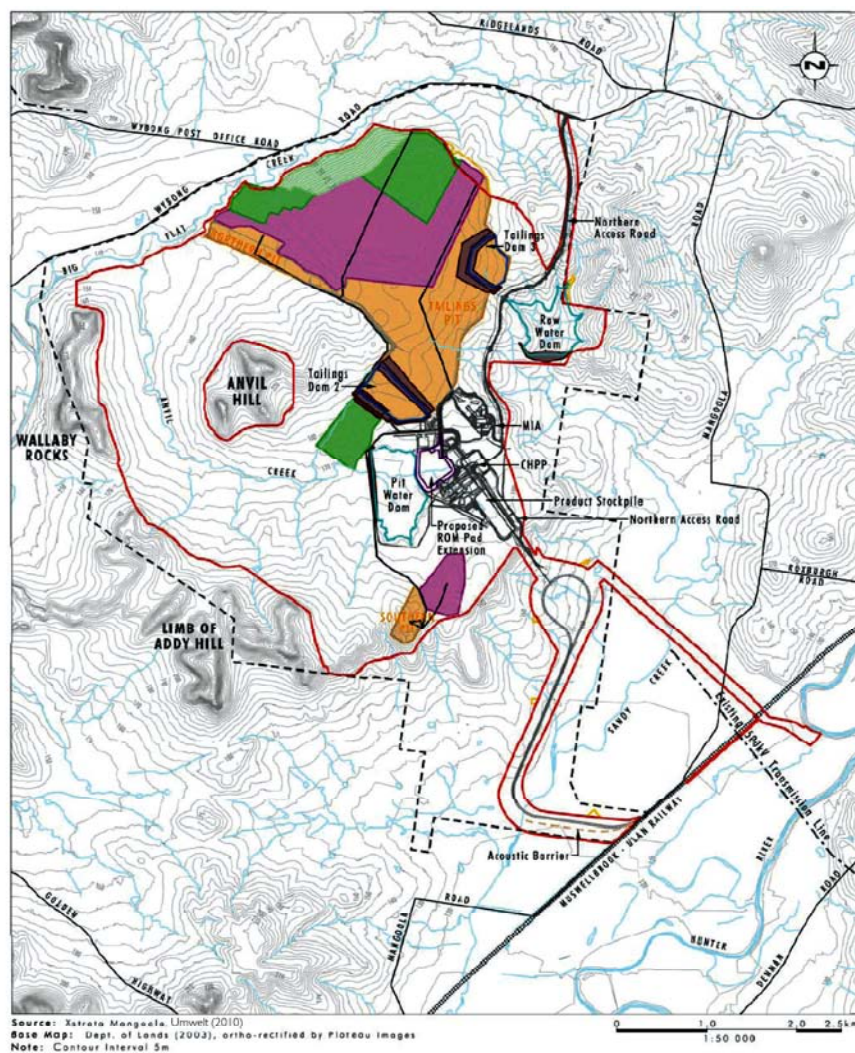 RIDGELANDS
ROAD
N
WYBONG POST OFFICE ROAD
WYBONG
ROAD
BIG
FLAT
CREEK
Northern
Access Road
Tailings
Dam 3
NORTHERN PIT
TAILINGS
PIT
Raw
Water
Dam
ROAD
MANGOOLA
ANVIL
HILL
Tailings
Dam 2
ANVIL
CREEK
WALLABY
ROCKS
MIA
CHPP
Pit
Water
Dam
Product Stockpile
Northern Access Road
Proposed
ROM Pad
Extension
ROXBURGH
ROAD
LIMB OF
ADDY HILL
SANDY
CREEK
Transmission Line
Acoustic Barrier
MUSWELLBROOK - ULAN RAILWAY
RIVER
HUNTER
ROAD
DENMAN
MANGOOLA
ROAD
GOLDEN
HIGHWAY
Source: Xstrata Mangoola, Umwelt (2010)
Base Map: Dept. of Lands (2003), ortho-rectified by Plateau Images
Note: Contour Interval 5m
0 1.0 2.0 2.5km
1:50 000